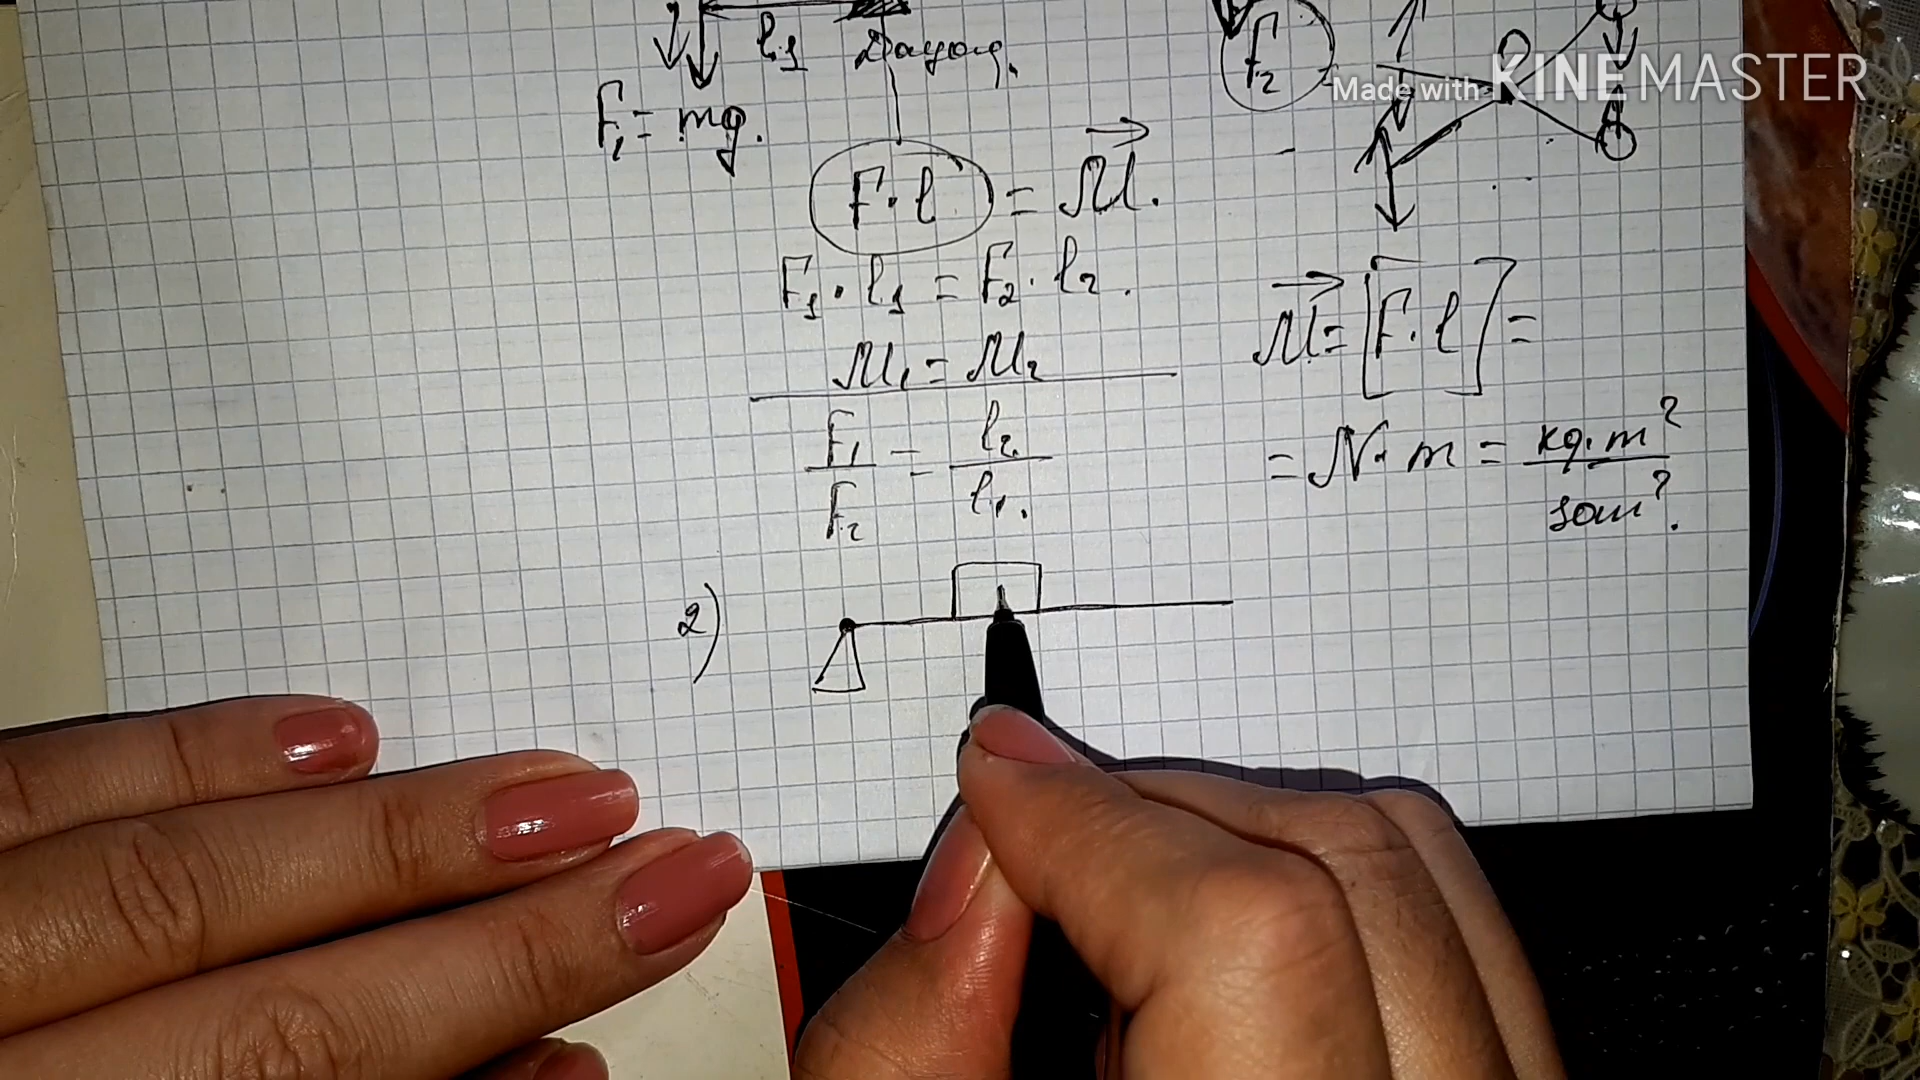 l₁
F₂
Made with KINEMASTER
F₁ = mg.
F · l = M.
F₁ · l₁ = F₂ · l₂.
M₁ = M₂
M = [F · l] =
F₁/F₂ = l₂/l₁.
= N · m = kg·m²/san².
2)